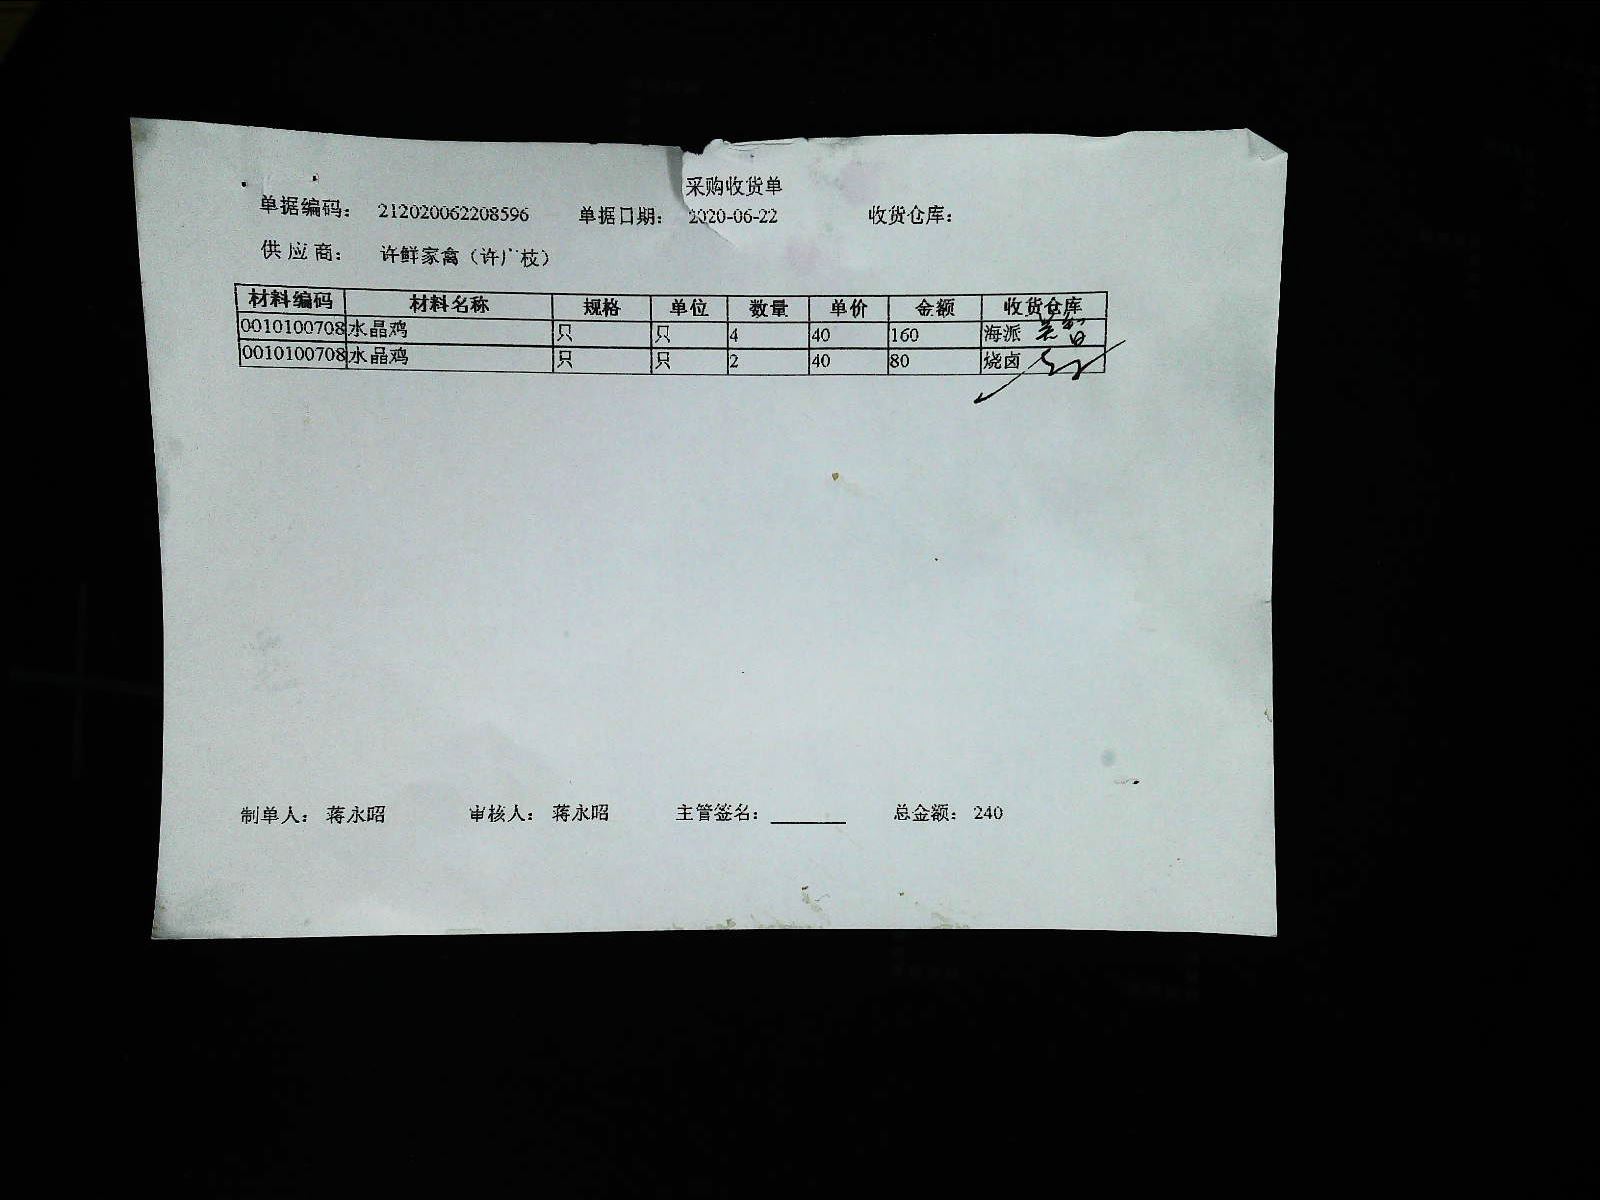 采购收货单
单据编码： 212020062208596 单据日期： 2020-06-22 收货仓库：
供 应 商： 许鲜家禽（许广枝）
材料编码 材料名称 规格 单位 数量 单价 金额 收货仓库
0010100708 水晶鸡 只 只 4 40 160 海派
0010100708 水晶鸡 只 只 2 40 80 烧卤
制单人： 蒋永昭 审核人： 蒋永昭 主管签名： 总金额： 240